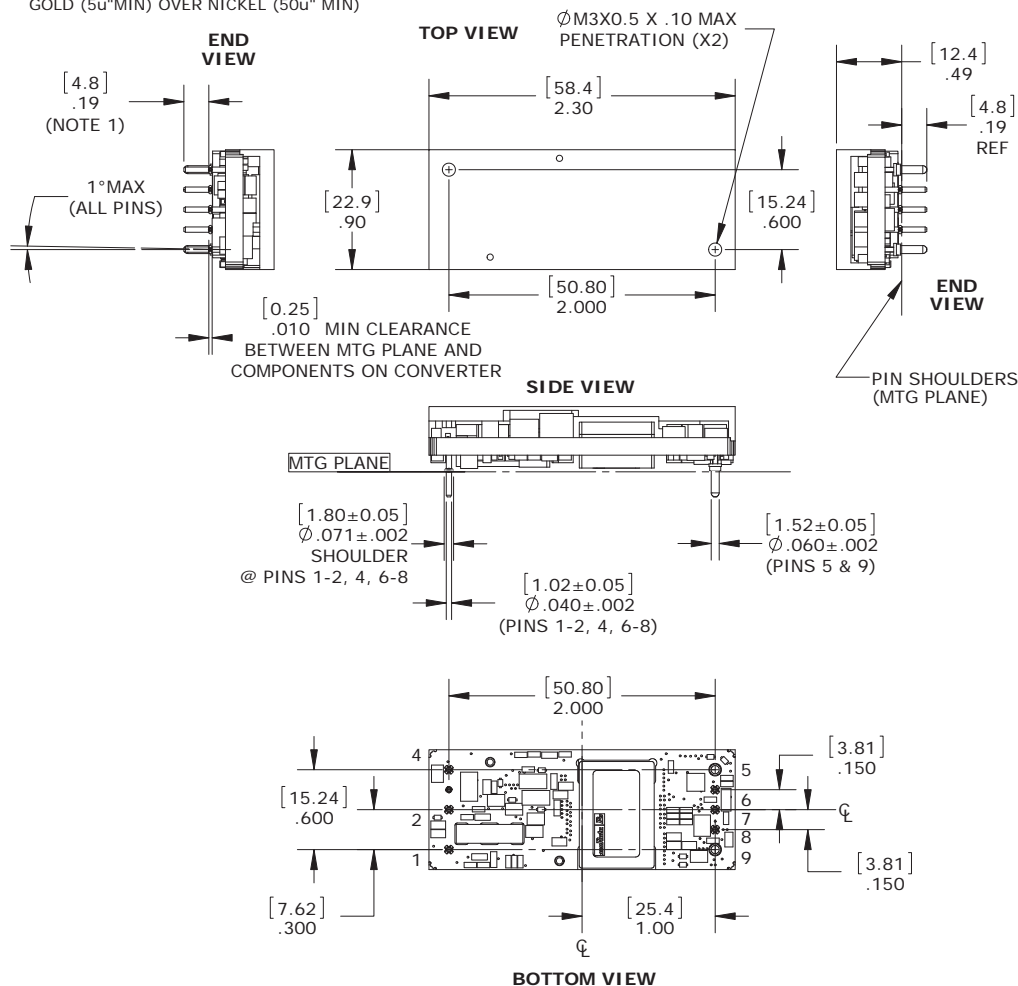 GOLD (5u"MIN) OVER NICKEL (50u" MIN)
END
VIEW
TOP VIEW
∅M3X0.5 X .10 MAX
PENETRATION (X2)
[4.8]
.19
(NOTE 1)
[58.4]
2.30
[12.4]
.49
[4.8]
.19
REF
1°MAX
(ALL PINS)
[22.9]
.90
[15.24]
.600
[50.80]
2.000
END
VIEW
[0.25]
.010 MIN CLEARANCE
BETWEEN MTG PLANE AND
COMPONENTS ON CONVERTER
PIN SHOULDERS
(MTG PLANE)
SIDE VIEW
MTG PLANE
[1.80±0.05]
∅.071±.002
SHOULDER
@ PINS 1-2, 4, 6-8
[1.52±0.05]
∅.060±.002
(PINS 5 & 9)
[1.02±0.05]
∅.040±.002
(PINS 1-2, 4, 6-8)
[50.80]
2.000
[3.81]
.150
4
5
6
7
8
9
2
1
[15.24]
.600
℄
[3.81]
.150
[7.62]
.300
[25.4]
1.00
℄
BOTTOM VIEW